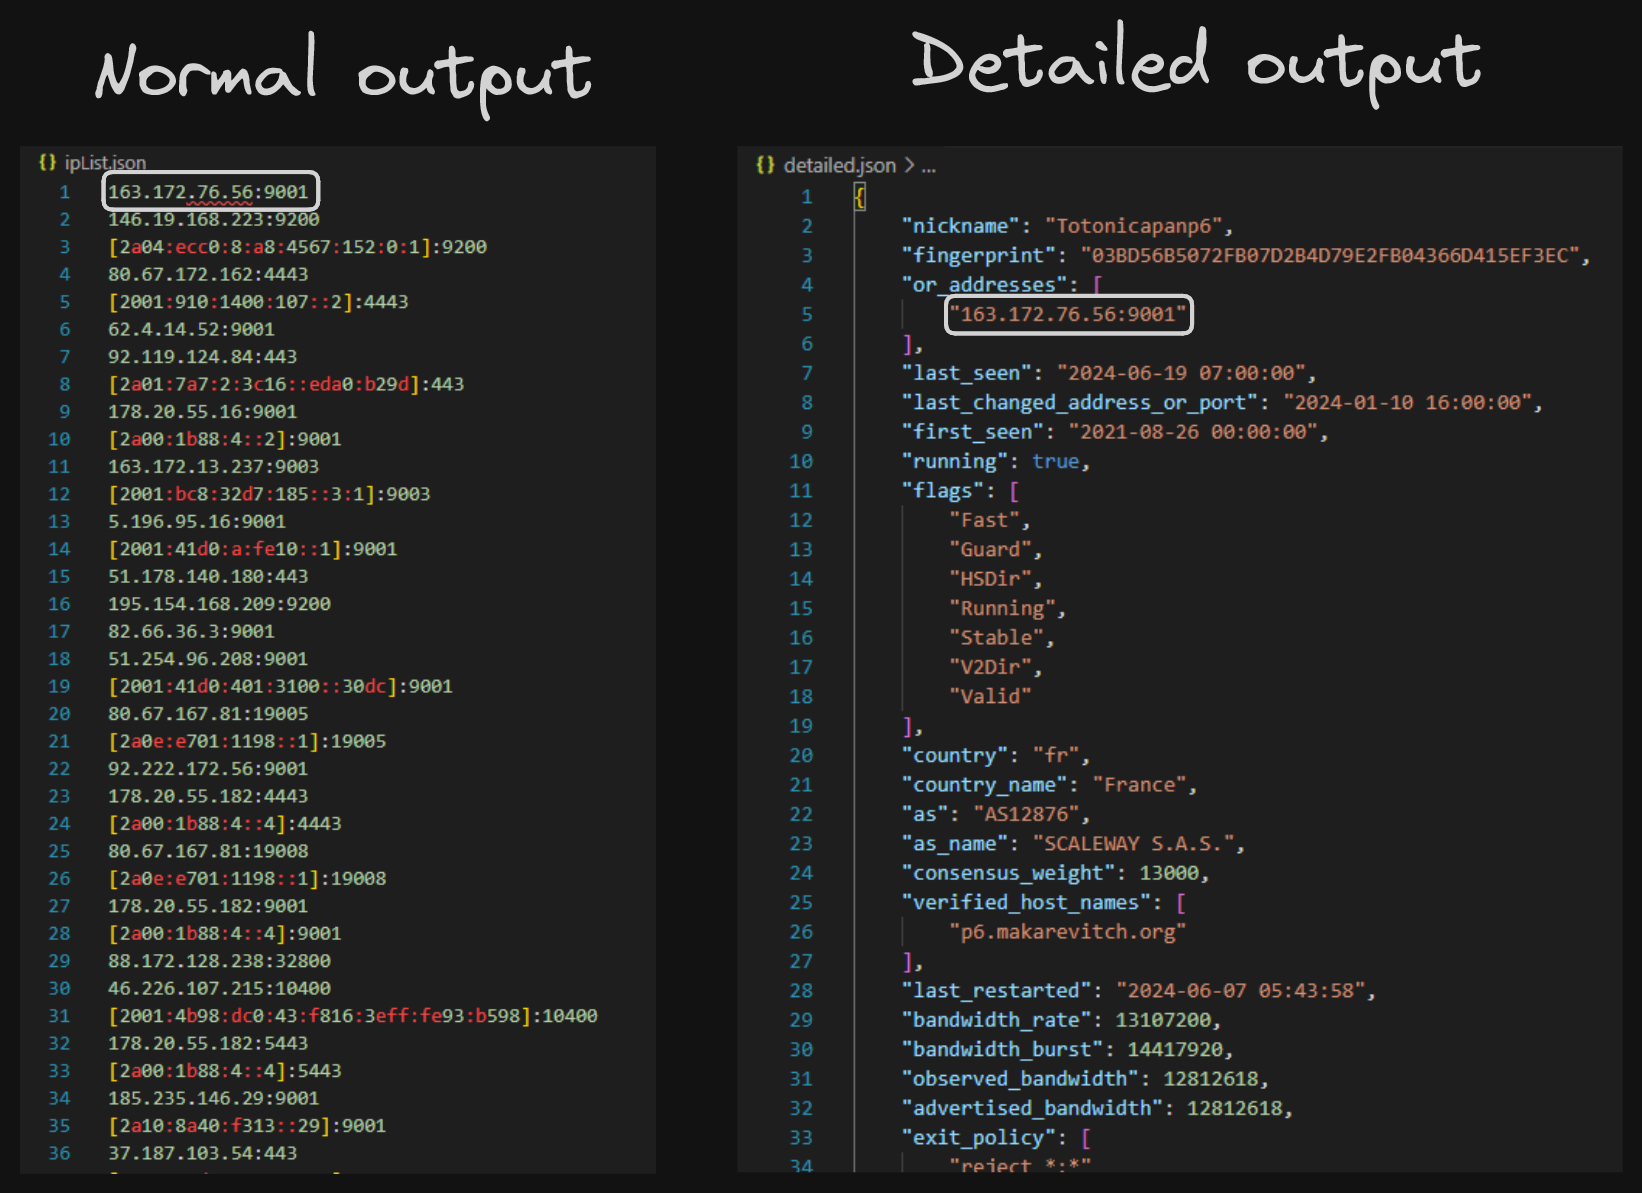 Normal output
Detailed output
{} ipList.json
1 163.172.76.56:9001
2 146.19.168.223:9200
3 [2a04:ecc0:8:a8:4567:152:0:1]:9200
4 80.67.172.162:4443
5 [2001:910:1400:107::2]:4443
6 62.4.14.52:9001
7 92.119.124.84:443
8 [2a01:7a7:2:3c16::eda0:b29d]:443
9 178.20.55.16:9001
10 [2a00:1b88:4::2]:9001
11 163.172.13.237:9003
12 [2001:bc8:32d7:185::3:1]:9003
13 5.196.95.16:9001
14 [2001:41d0:a:fe10::1]:9001
15 51.178.140.180:443
16 195.154.168.209:9200
17 82.66.36.3:9001
18 51.254.96.208:9001
19 [2001:41d0:401:3100::30dc]:9001
20 80.67.167.81:19005
21 [2a0e:e701:1198::1]:19005
22 92.222.172.56:9001
23 178.20.55.182:4443
24 [2a00:1b88:4::4]:4443
25 80.67.167.81:19008
26 [2a0e:e701:1198::1]:19008
27 178.20.55.182:9001
28 [2a00:1b88:4::4]:9001
29 88.172.128.238:32800
30 46.226.107.215:10400
31 [2001:4b98:dc0:43:f816:3eff:fe93:b598]:10400
32 178.20.55.182:5443
33 [2a00:1b88:4::4]:5443
34 185.235.146.29:9001
35 [2a10:8a40:f313::29]:9001
36 37.187.103.54:443
{} detailed.json > ...
1 {
2 "nickname": "Totonicapanp6",
3 "fingerprint": "03BD56B5072FB07D2B4D79E2FB04366D415EF3EC",
4 "or_addresses": [
5 "163.172.76.56:9001"
6 ],
7 "last_seen": "2024-06-19 07:00:00",
8 "last_changed_address_or_port": "2024-01-10 16:00:00",
9 "first_seen": "2021-08-26 00:00:00",
10 "running": true,
11 "flags": [
12 "Fast",
13 "Guard",
14 "HSDir",
15 "Running",
16 "Stable",
17 "V2Dir",
18 "Valid"
19 ],
20 "country": "fr",
21 "country_name": "France",
22 "as": "AS12876",
23 "as_name": "SCALEWAY S.A.S.",
24 "consensus_weight": 13000,
25 "verified_host_names": [
26 "p6.makarevitch.org"
27 ],
28 "last_restarted": "2024-06-07 05:43:58",
29 "bandwidth_rate": 13107200,
30 "bandwidth_burst": 14417920,
31 "observed_bandwidth": 12812618,
32 "advertised_bandwidth": 12812618,
33 "exit_policy": [
34 "reject *:*"